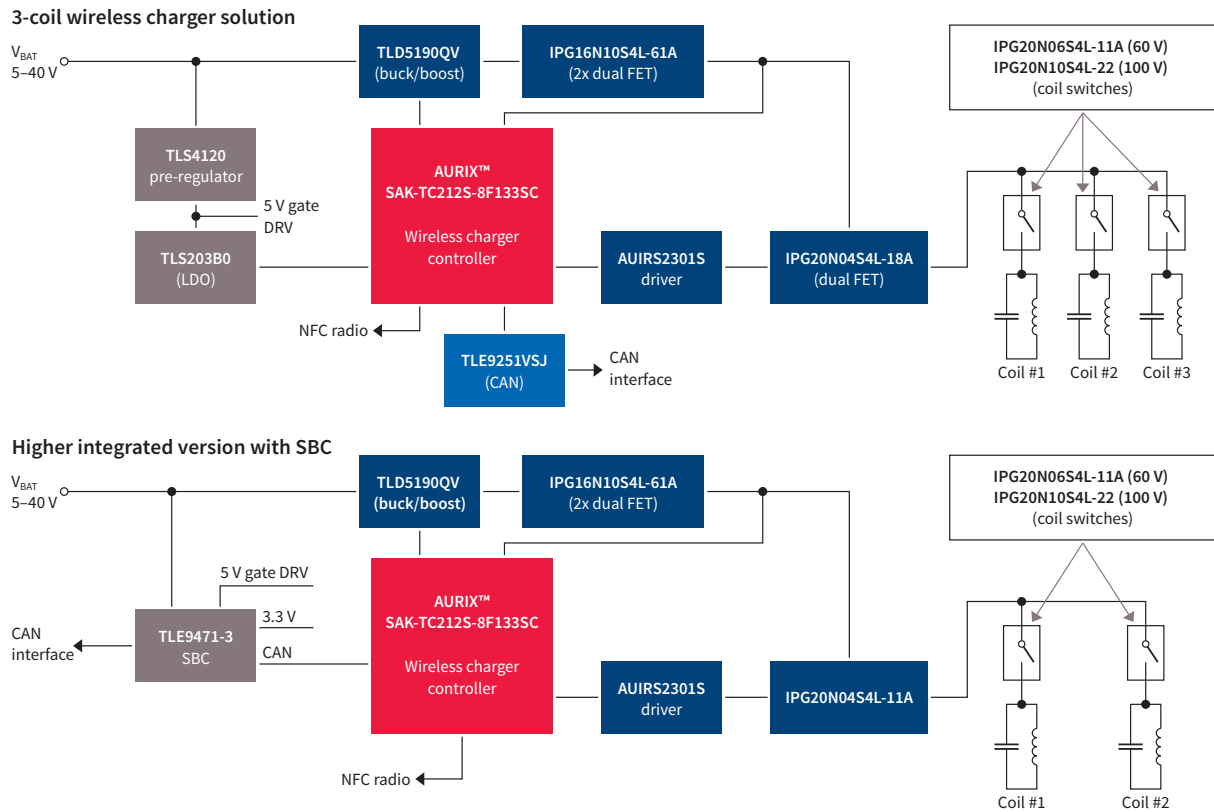 3-coil wireless charger solution
VBAT
5–40 V
TLD5190QV
(buck/boost)
IPG16N10S4L-61A
(2x dual FET)
IPG20N06S4L-11A (60 V)
IPG20N10S4L-22 (100 V)
(coil switches)
TLS4120
pre-regulator
5 V gate
DRV
TLS203B0
(LDO)
AURIX™
SAK-TC212S-8F133SC
Wireless charger
controller
AUIRS2301S
driver
IPG20N04S4L-18A
(dual FET)
NFC radio
TLE9251VSJ
(CAN)
CAN
interface
Coil #1
Coil #2
Coil #3
Higher integrated version with SBC
VBAT
5–40 V
TLD5190QV
(buck/boost)
IPG16N10S4L-61A
(2x dual FET)
IPG20N06S4L-11A (60 V)
IPG20N10S4L-22 (100 V)
(coil switches)
5 V gate DRV
3.3 V
CAN
CAN
interface
TLE9471-3
SBC
AURIX™
SAK-TC212S-8F133SC
Wireless charger
controller
AUIRS2301S
driver
IPG20N04S4L-11A
NFC radio
Coil #1
Coil #2